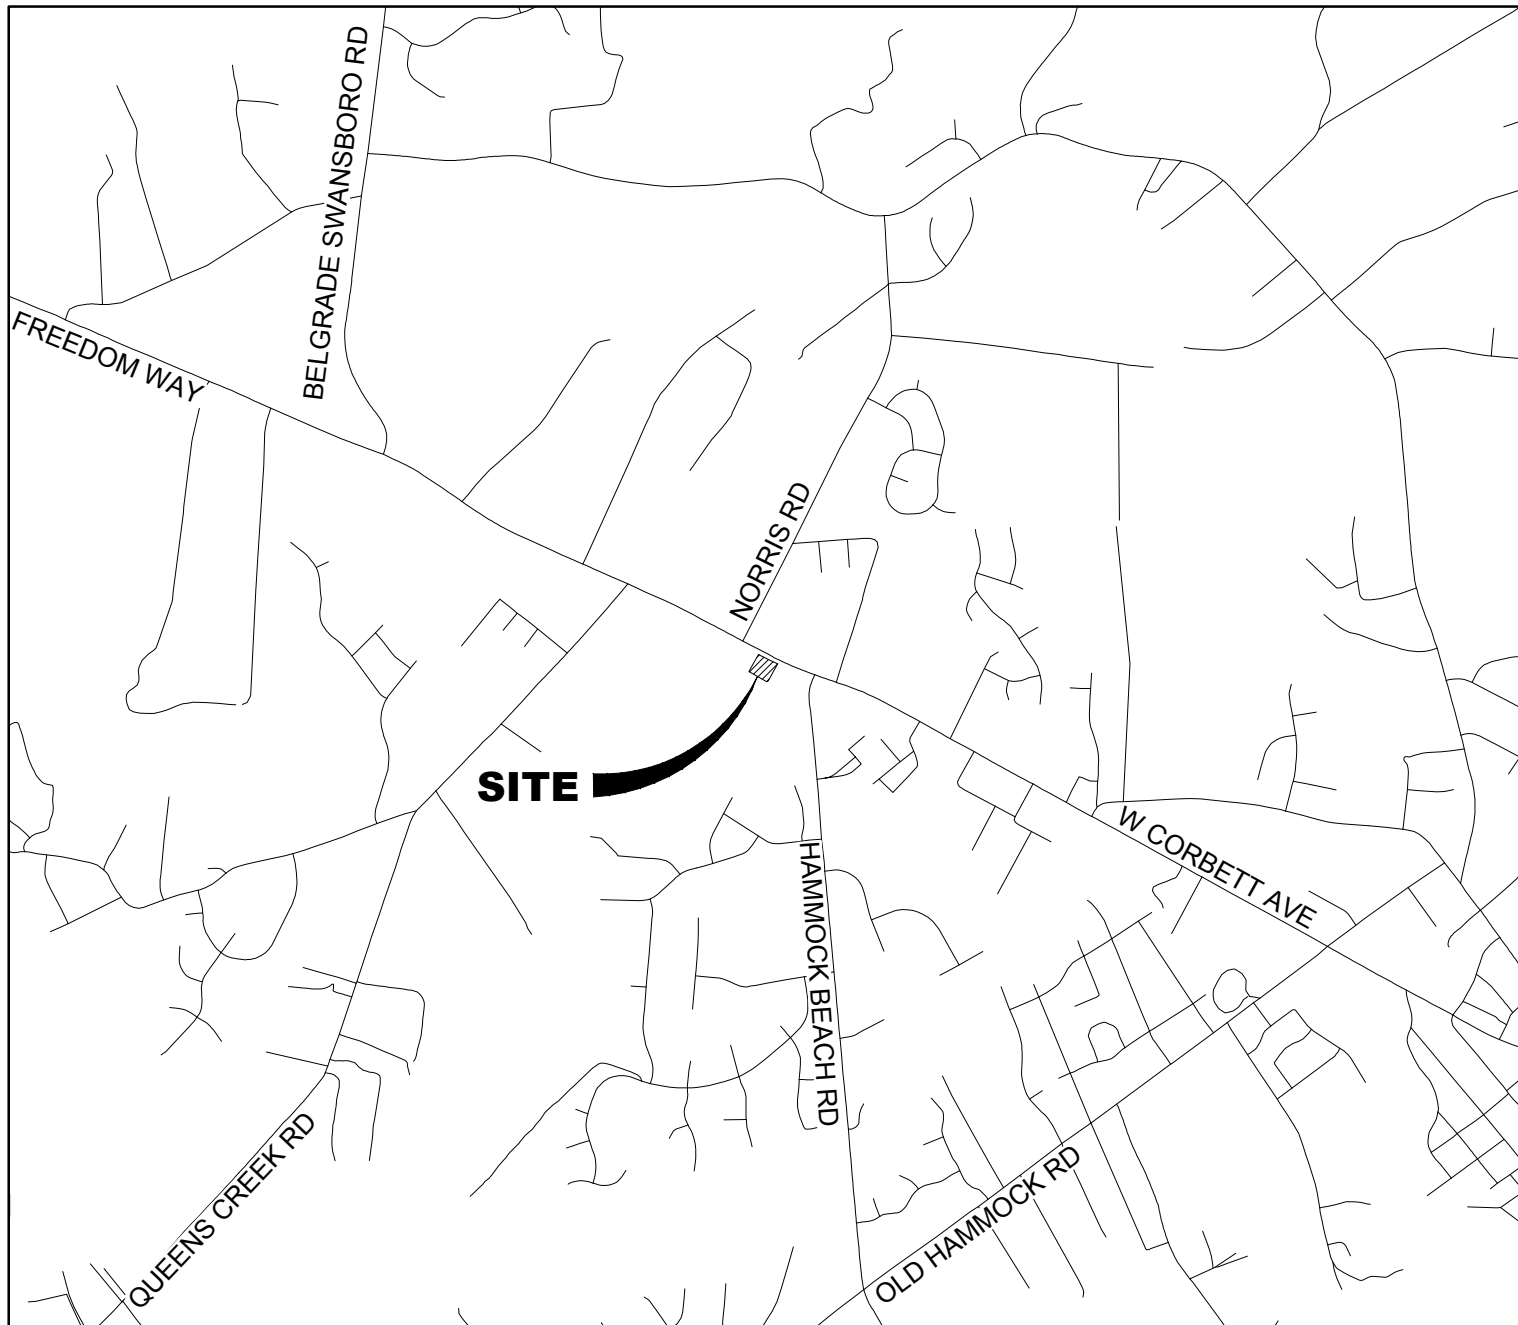 BELGRADE SWANSBORO RD
FREEDOM WAY
NORRIS RD
SITE
W CORBETT AVE
HAMMOCK BEACH RD
QUEENS CREEK RD
OLD HAMMOCK RD